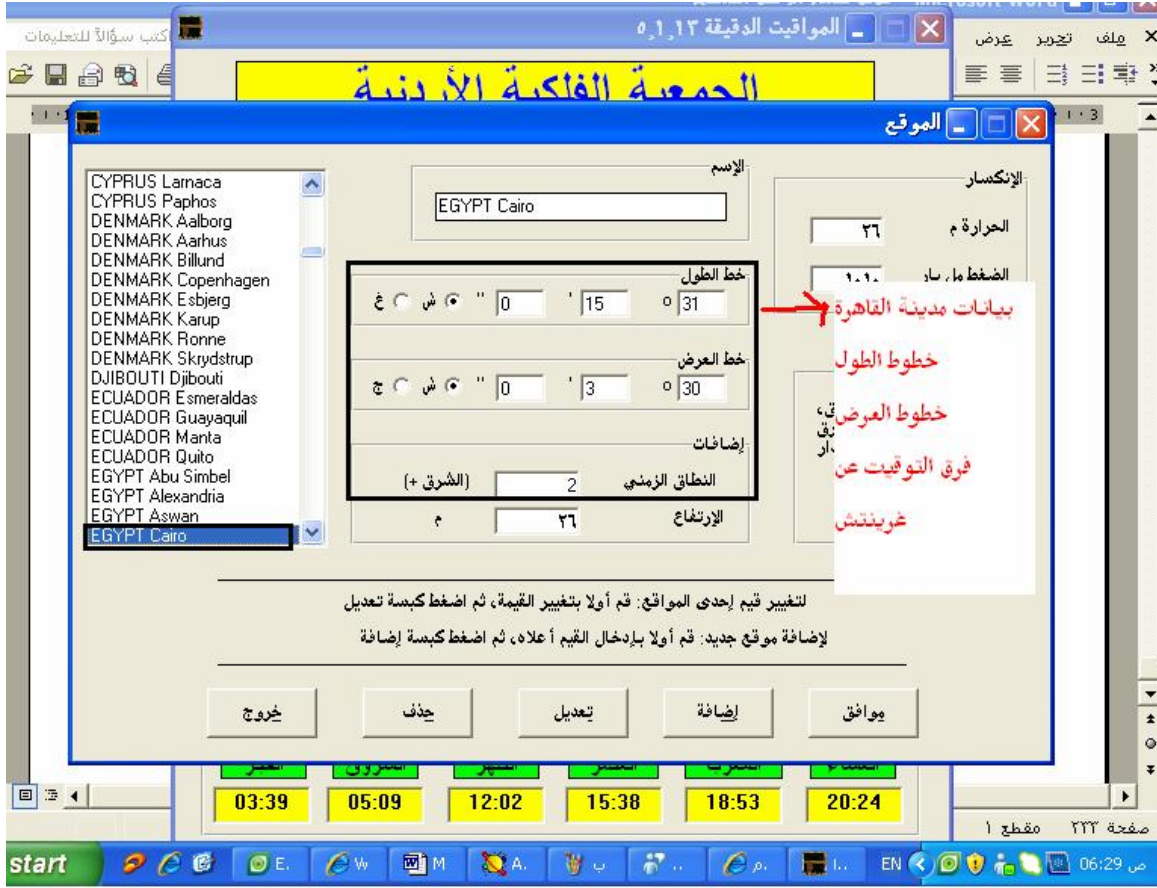 اكتب سؤالاً للتعليمات
المواقيت الدقيقة ٥,١,١٣
ملف تحرير عرض
الجمعية الفلكية الأردنية
الموقع
CYPRUS Larnaca
CYPRUS Paphos
DENMARK Aalborg
DENMARK Aarhus
DENMARK Billund
DENMARK Copenhagen
DENMARK Esbjerg
DENMARK Karup
DENMARK Ronne
DENMARK Skrydstrup
DJIBOUTI Djibouti
ECUADOR Esmeraldas
ECUADOR Guayaquil
ECUADOR Manta
ECUADOR Quito
EGYPT Abu Simbel
EGYPT Alexandria
EGYPT Aswan
EGYPT Cairo
الإسم
EGYPT Cairo
الإنكسار
الحرارة م ٢٦
الضغط مل بار ١٠١٠
خط الطول
31 o 15 ' 0 " ش غ
خط العرض
30 o 3 ' 0 " ش ج
إضافات
النطاق الزمني 2 (الشرق +)
الإرتفاع ٢٦ م
بيانات مدينة القاهرة
خطوط الطول
خطوط العرض
فرق التوقيت عن
غرينتش
لتغيير قيم إحدى المواقع: قم أولا بتغيير القيمة، ثم اضغط كبسة تعديل
لإضافة موقع جديد: قم أولا بإدخال القيم أعلاه، ثم اضغط كبسة إضافة
موافق
إضافة
تعديل
حذف
خروج
03:39 05:09 12:02 15:38 18:53 20:24
صفحة ٢٢٣ مقطع ١
start
E.
W
M
A.
ب
م.
EN
06:29 ص